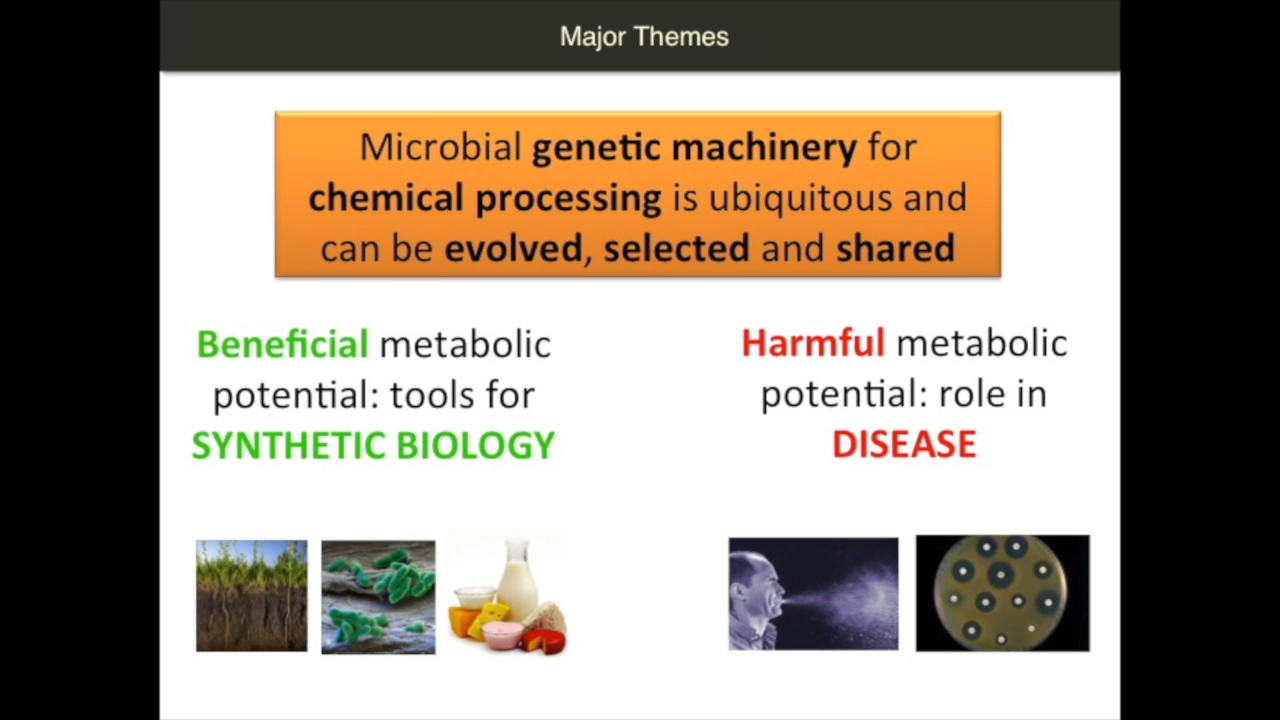 Major Themes
Microbial genetic machinery for
chemical processing is ubiquitous and
can be evolved, selected and shared
Beneficial metabolic
potential: tools for
SYNTHETIC BIOLOGY
Harmful metabolic
potential: role in
DISEASE